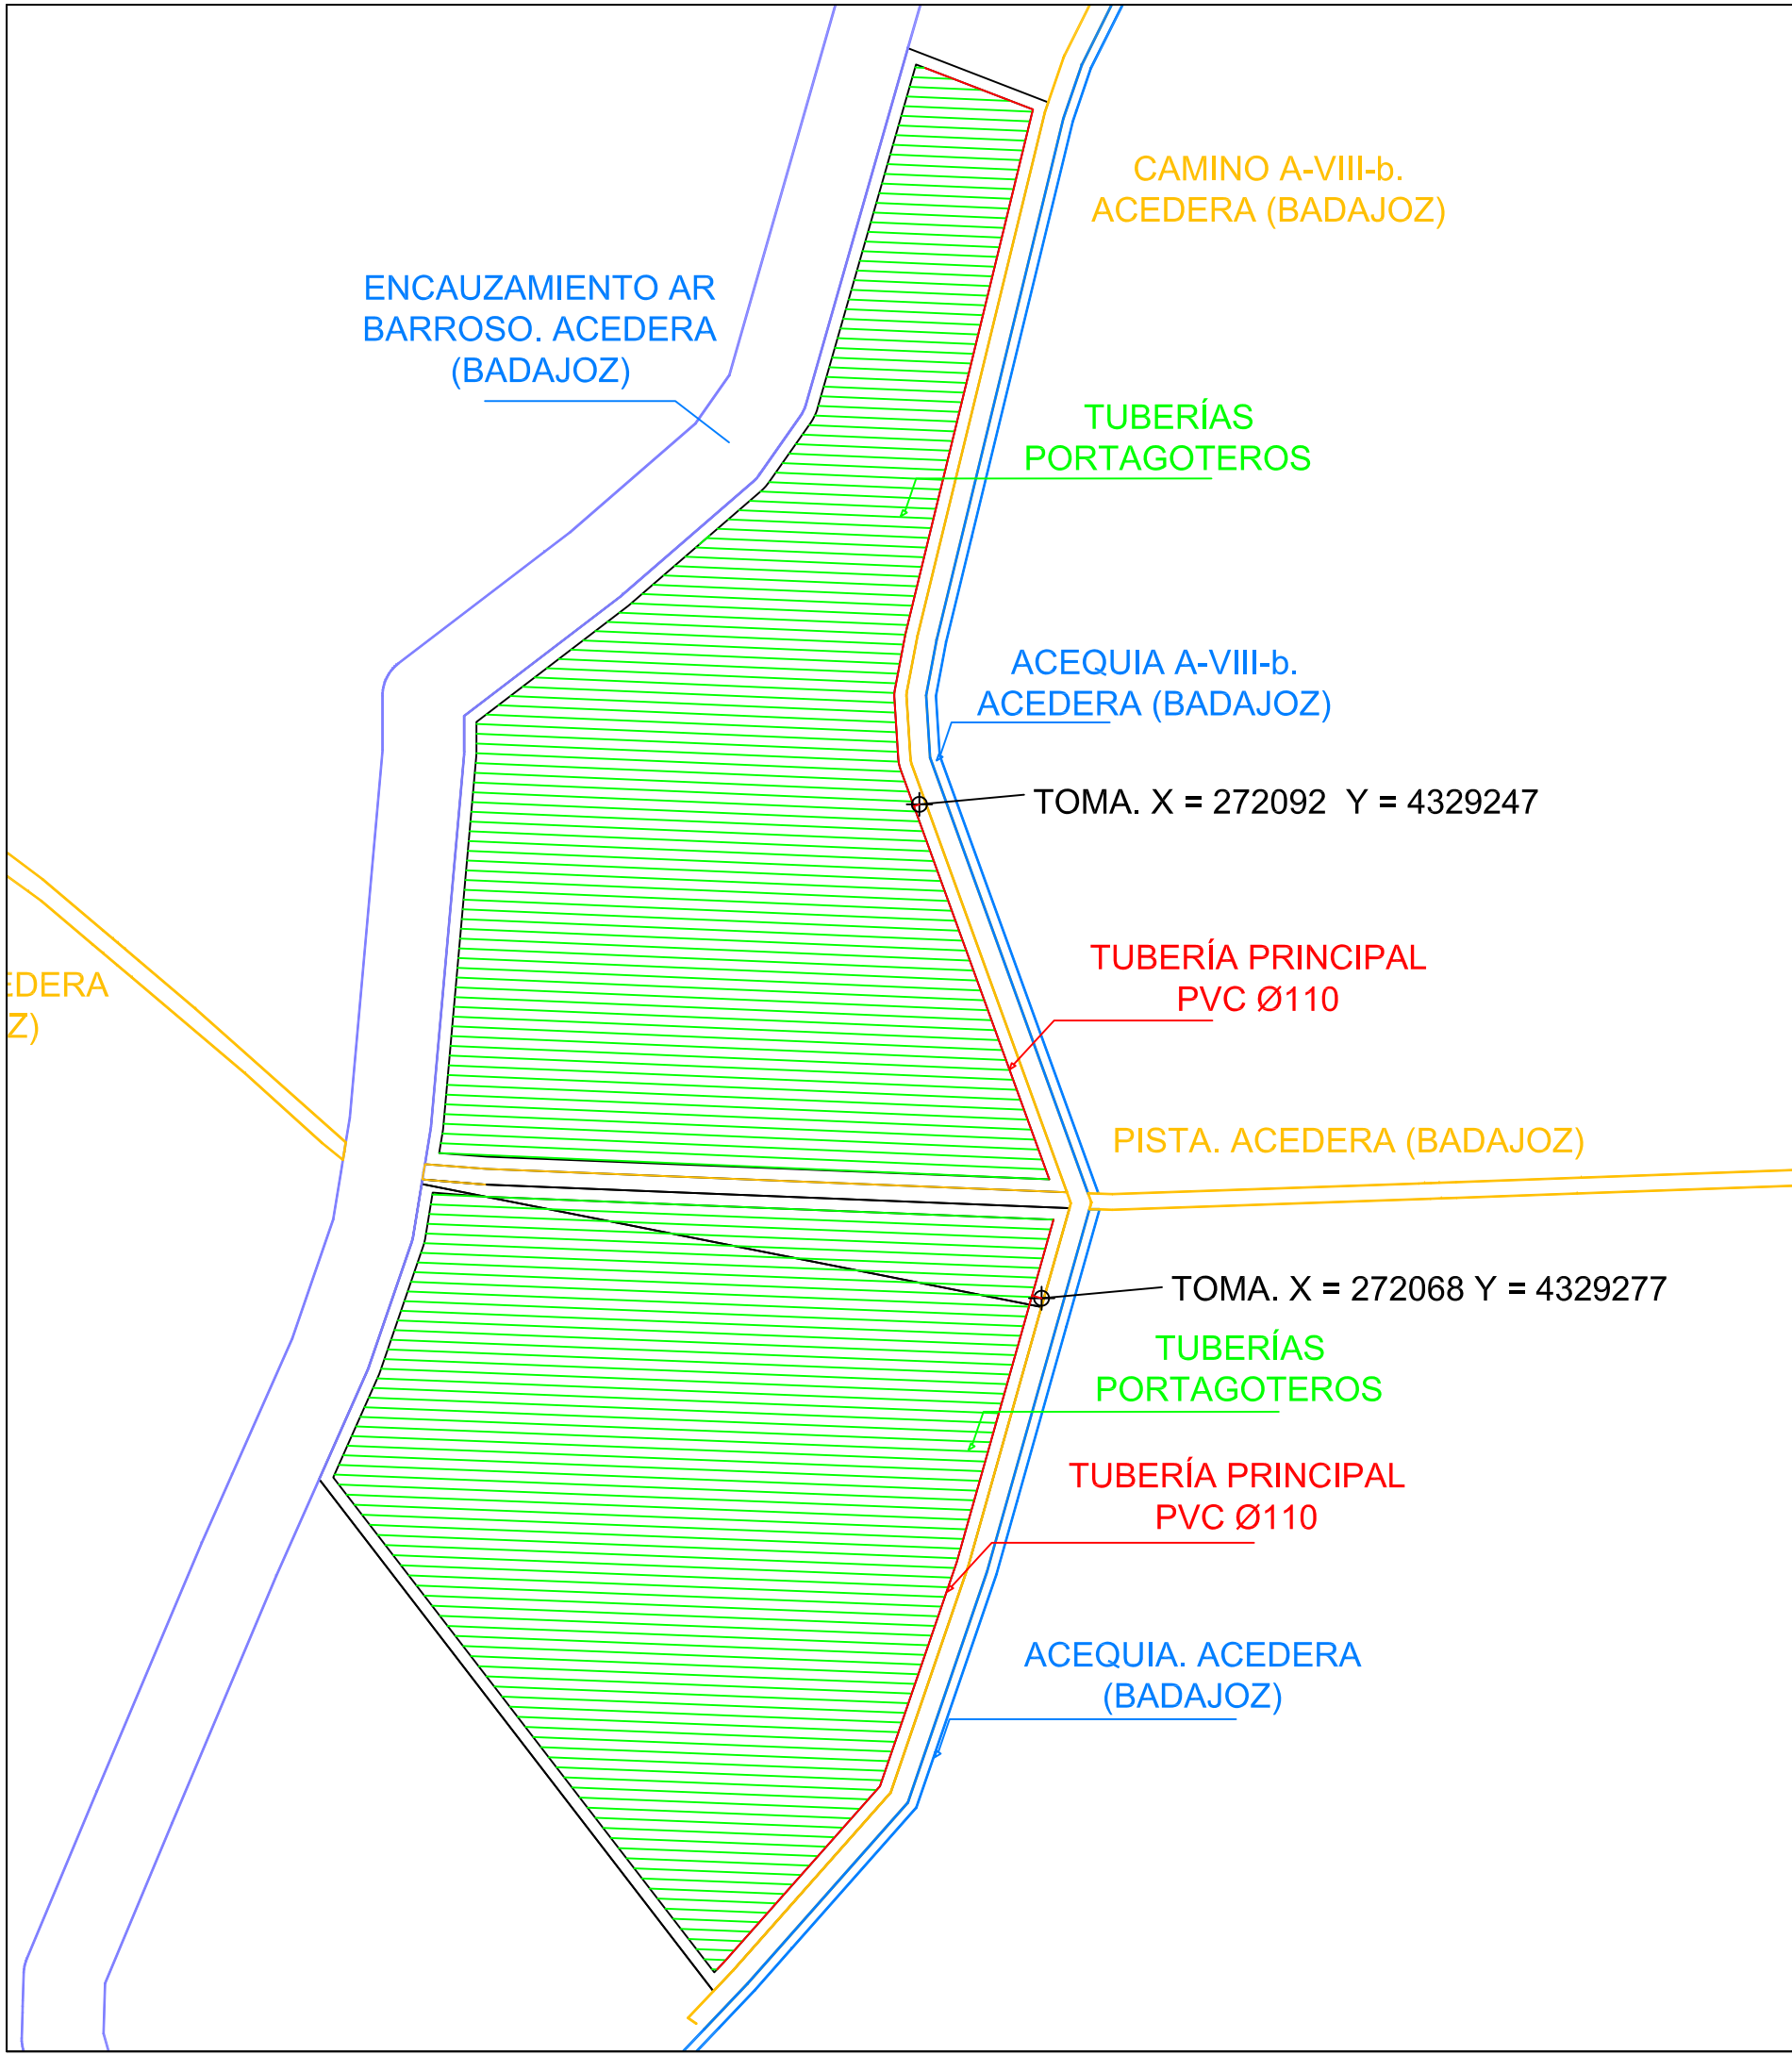 CAMINO A-VIII-b.
ACEDERA (BADAJOZ)
ENCAUZAMIENTO AR
BARROSO. ACEDERA
(BADAJOZ)
TUBERÍAS
PORTAGOTEROS
ACEQUIA A-VIII-b.
ACEDERA (BADAJOZ)
TOMA. X = 272092 Y = 4329247
TUBERÍA PRINCIPAL
PVC Ø110
EDERA
Z)
PISTA. ACEDERA (BADAJOZ)
TOMA. X = 272068 Y = 4329277
TUBERÍAS
PORTAGOTEROS
TUBERÍA PRINCIPAL
PVC Ø110
ACEQUIA. ACEDERA
(BADAJOZ)